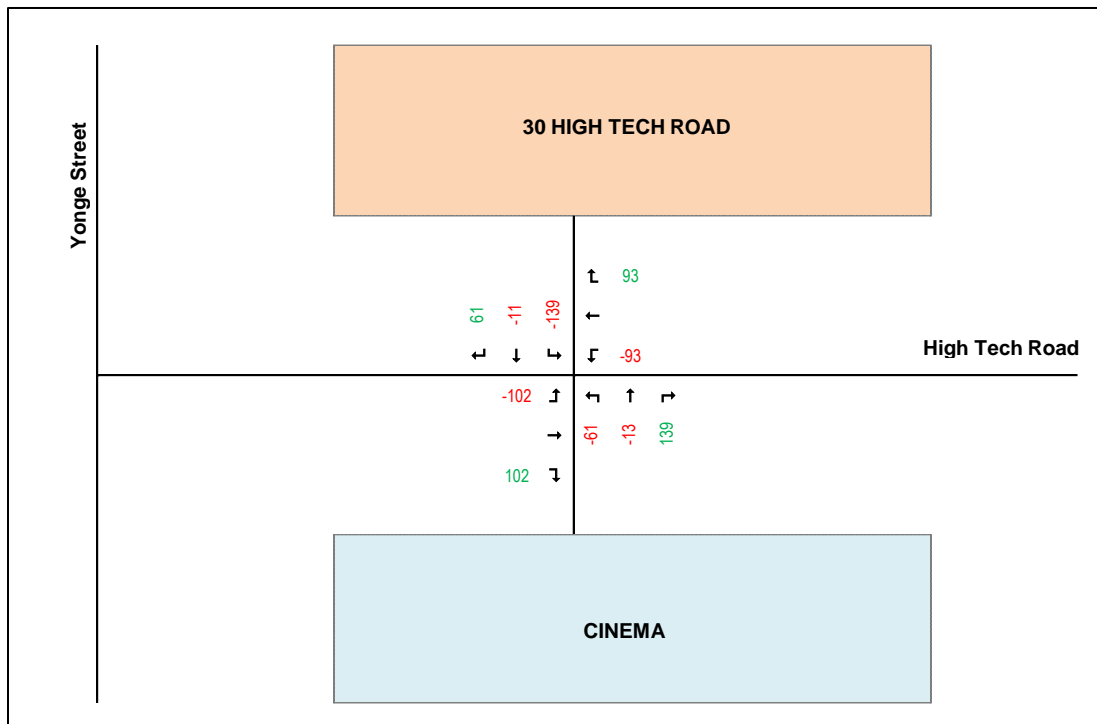 30 HIGH TECH ROAD
Yonge Street
93
61 -11 -139
-93
High Tech Road
-102
-61 -13 139
102
CINEMA